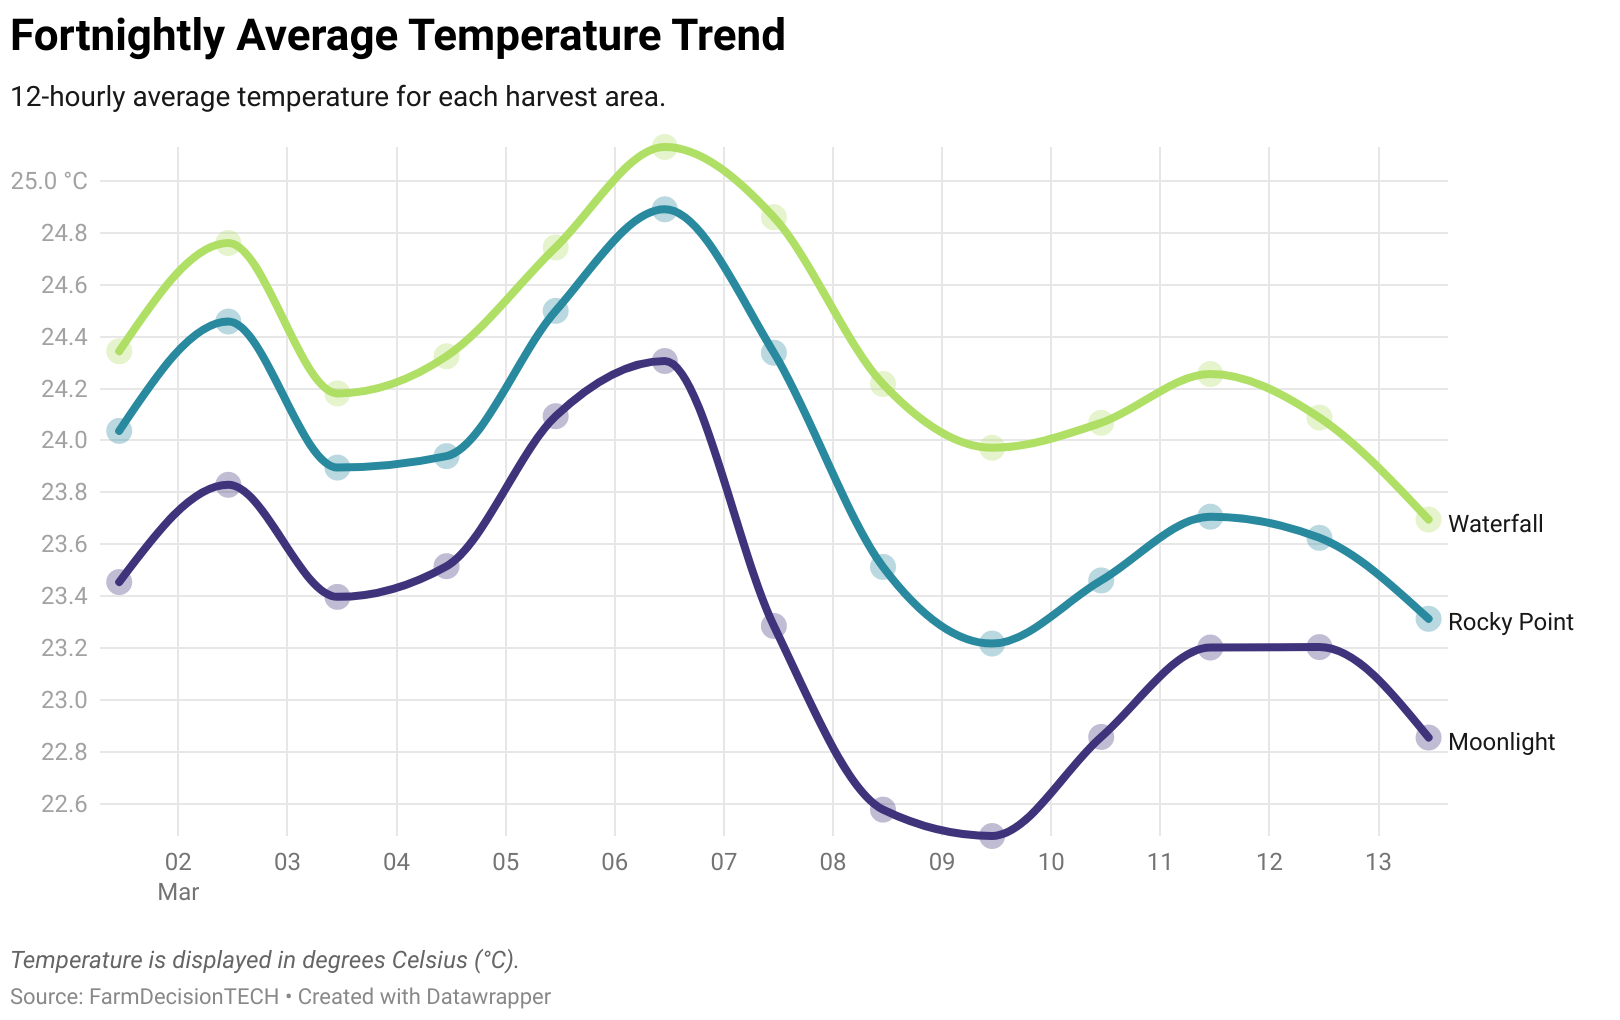 Fortnightly Average Temperature Trend
12-hourly average temperature for each harvest area.
25.0 °C
24.8
24.6
24.4
24.2
24.0
23.8
23.6
23.4
23.2
23.0
22.8
22.6
Waterfall
Rocky Point
Moonlight
02 03 04 05 06 07 08 09 10 11 12 13
Mar
Temperature is displayed in degrees Celsius (°C).
Source: FarmDecisionTECH • Created with Datawrapper